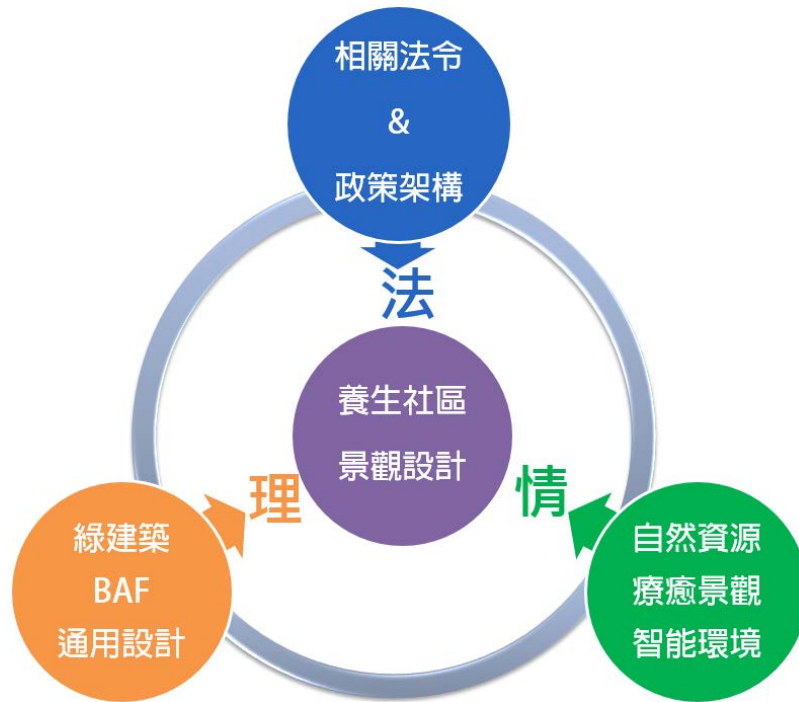 相關法令
&
政策架構
法
養生社區
景觀設計
理
情
綠建築
BAF
通用設計
自然資源
療癒景觀
智能環境